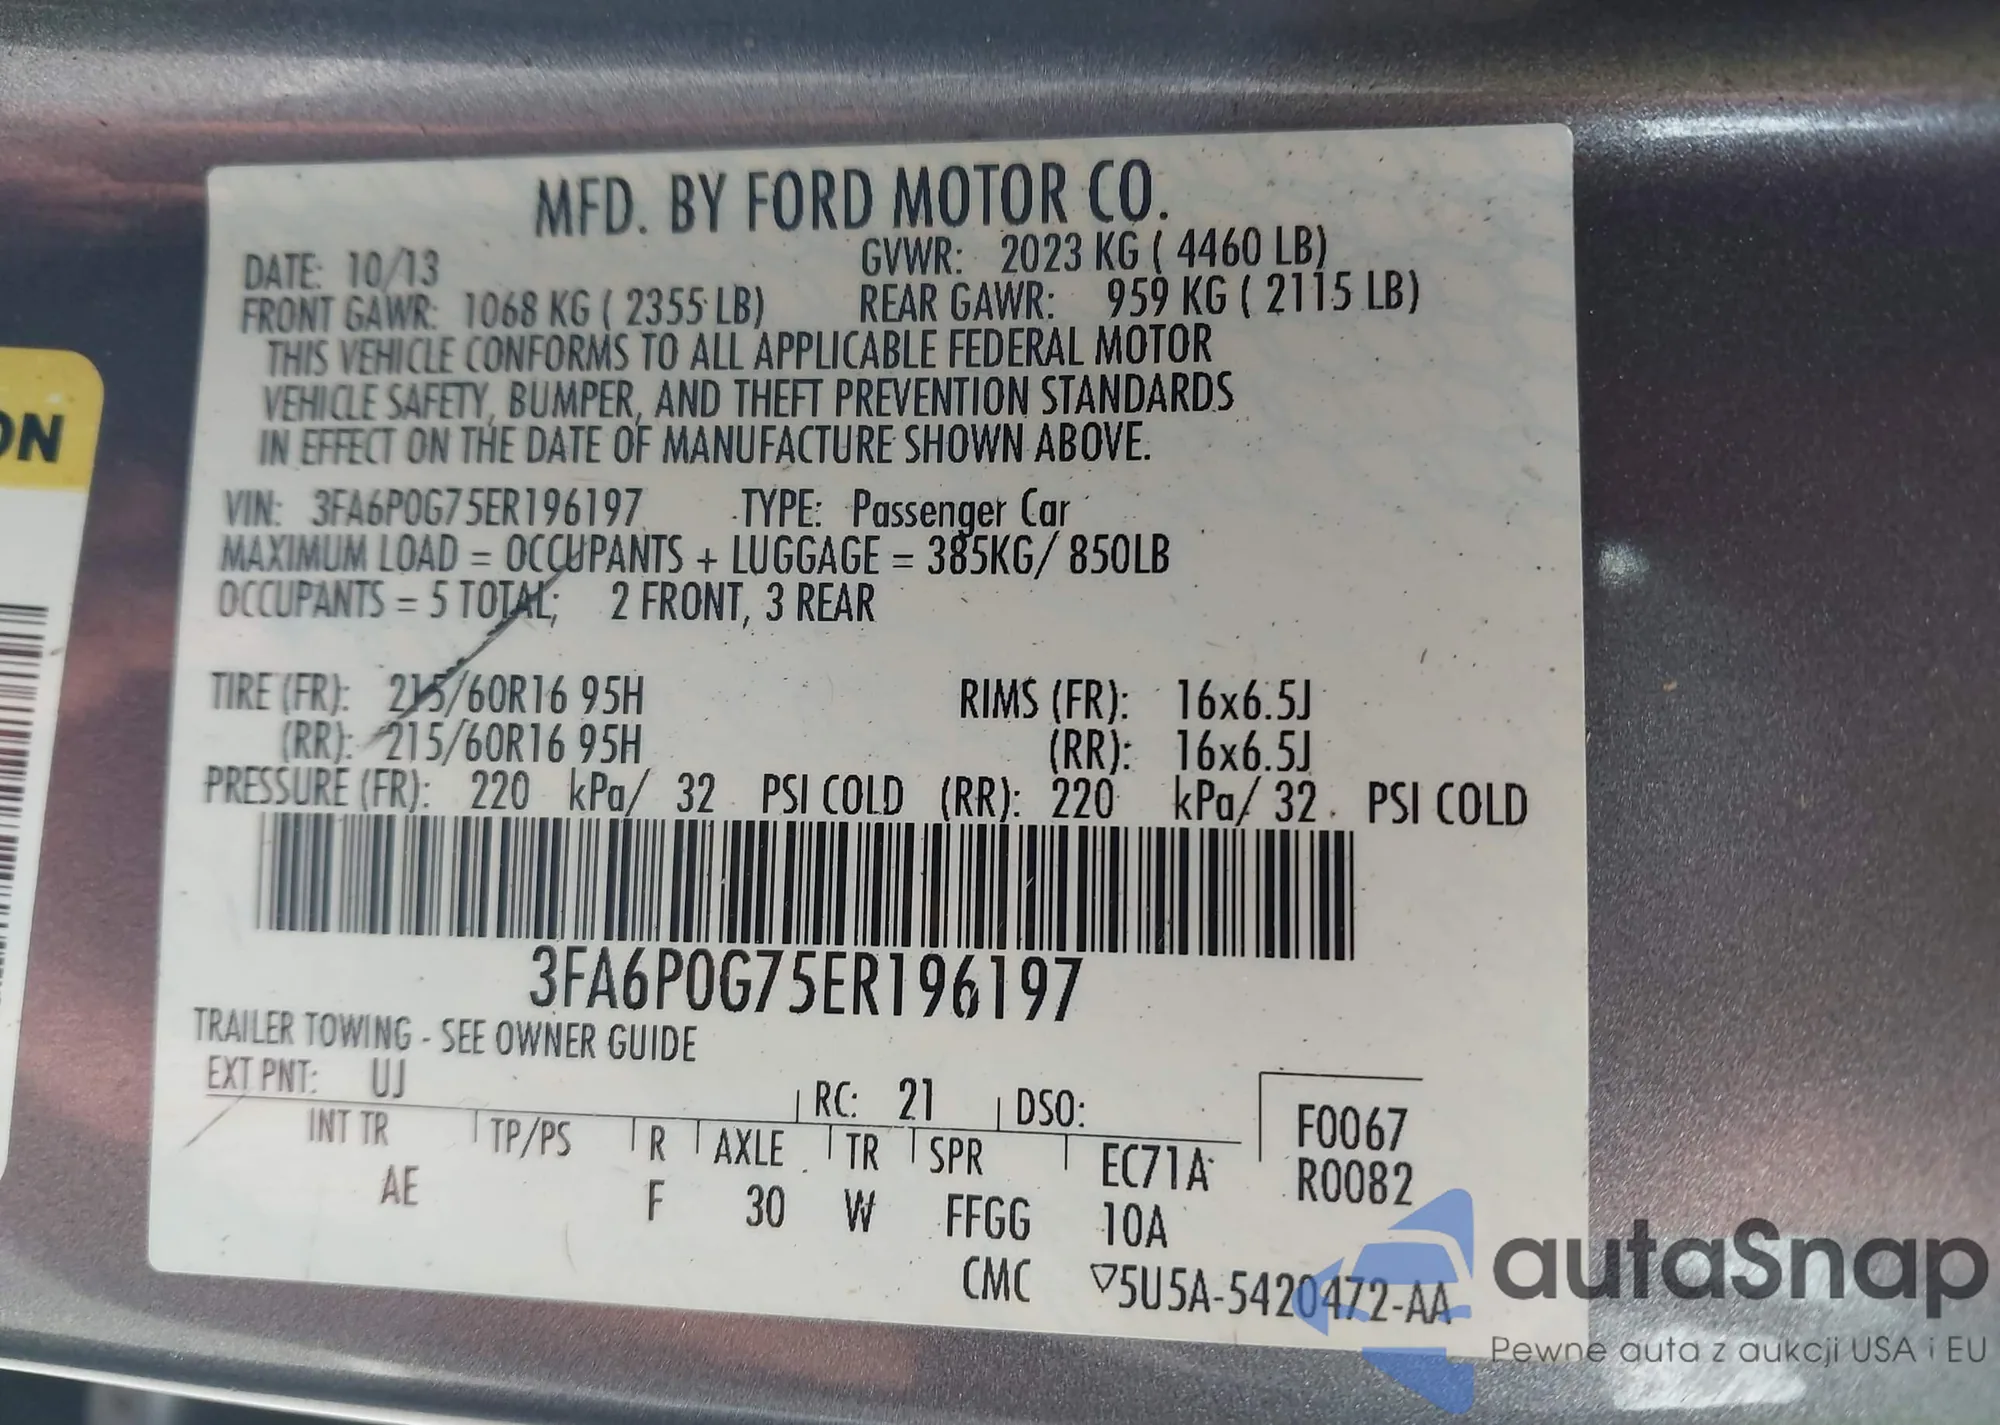 MFD. BY FORD MOTOR CO.
DATE: 10/13 GVWR: 2023 KG ( 4460 LB)
FRONT GAWR: 1068 KG ( 2355 LB) REAR GAWR: 959 KG ( 2115 LB)
THIS VEHICLE CONFORMS TO ALL APPLICABLE FEDERAL MOTOR
VEHICLE SAFETY, BUMPER, AND THEFT PREVENTION STANDARDS
IN EFFECT ON THE DATE OF MANUFACTURE SHOWN ABOVE.
VIN: 3FA6P0G75ER196197 TYPE: Passenger Car
MAXIMUM LOAD = OCCUPANTS + LUGGAGE = 385KG/ 850LB
OCCUPANTS = 5 TOTAL; 2 FRONT, 3 REAR
TIRE (FR): 215/60R16 95H RIMS (FR): 16x6.5J
(RR): 215/60R16 95H (RR): 16x6.5J
PRESSURE (FR): 220 kPa/ 32 PSI COLD (RR): 220 kPa/ 32 PSI COLD
3FA6P0G75ER196197
TRAILER TOWING - SEE OWNER GUIDE
EXT PNT: UJ RC: 21 DSO: F0067
INT TR TP/PS R AXLE TR SPR EC71A R0082
AE F 30 W FFGG 10A
CMC ▽5U5A-5420472-AA
ON
autaSnap
Pewne auta z aukcji USA i EU